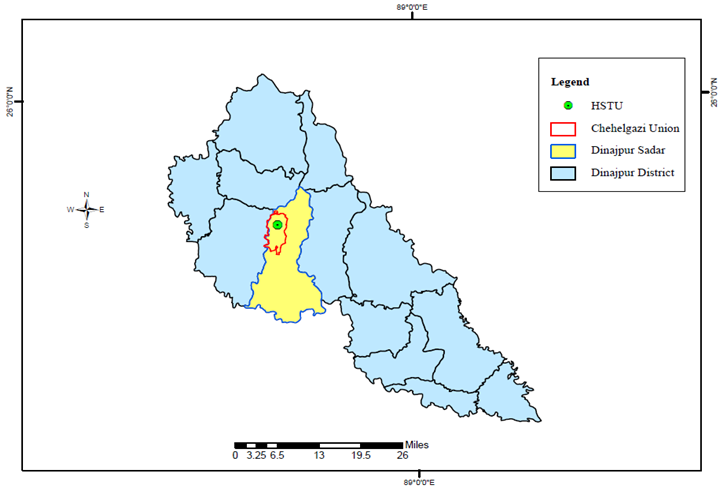 89°0'0"E
26°0'0"N
26°0'0"N
Legend
HSTU
Chehelgazi Union
Dinajpur Sadar
Dinajpur District
N
W E
S
Miles
0 3.25 6.5 13 19.5 26
89°0'0"E